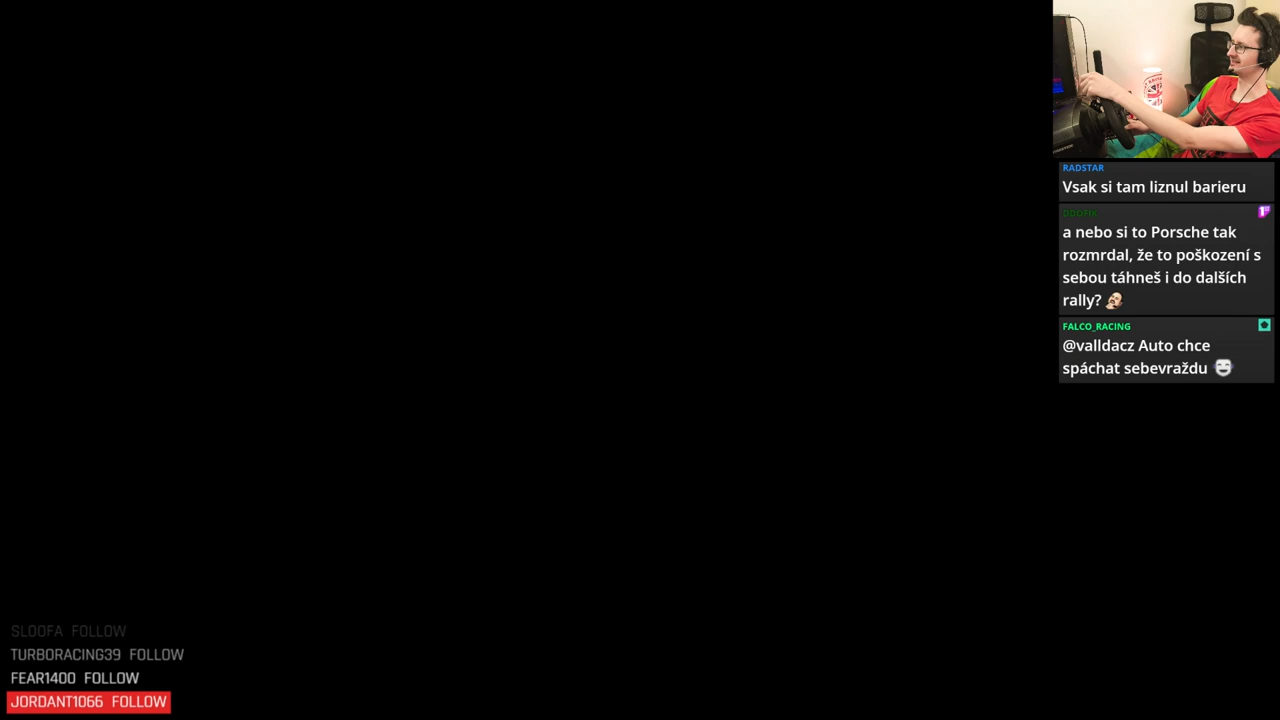 RADSTAR
Vsak si tam liznul barieru
DDOFIK
a nebo si to Porsche tak
rozmrdal, že to poškození s
sebou táhneš i do dalších
rally?
FALCO_RACING
@valldacz Auto chce
spáchat sebevraždu
SLOOFA FOLLOW
TURBORACING39 FOLLOW
FEAR1400 FOLLOW
JORDANT1066 FOLLOW